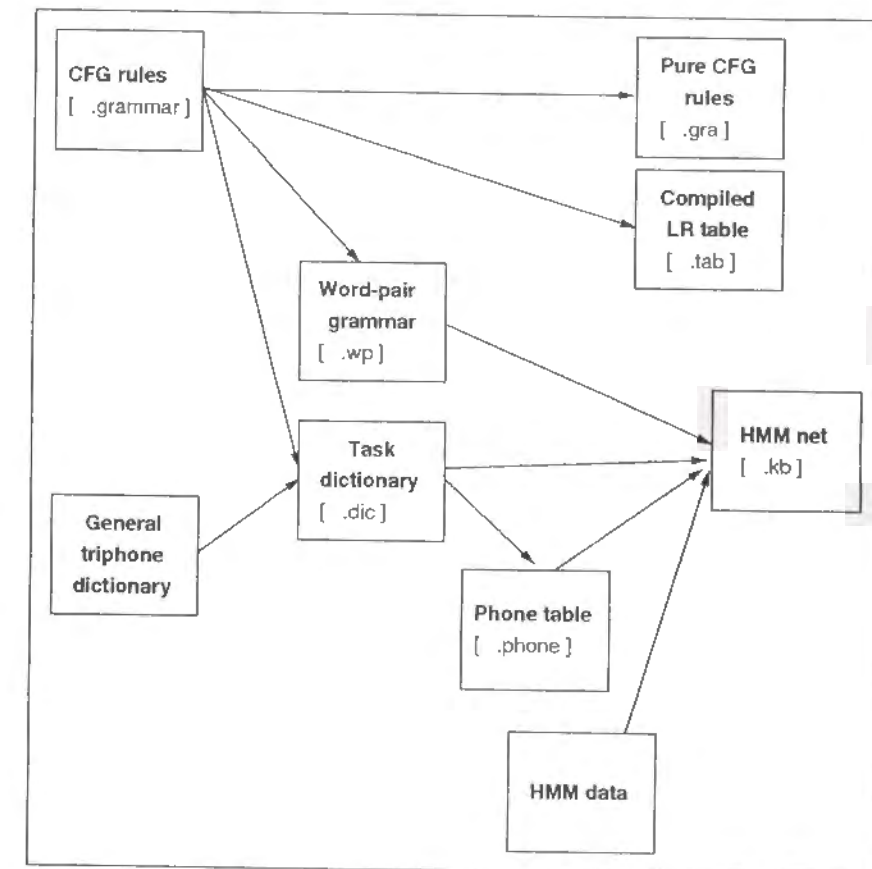 CFG rules
[ .grammar ]
Pure CFG
rules
[ .gra ]
Compiled
LR table
[ .tab ]
Word-pair
grammar
[ .wp ]
HMM net
[ .kb ]
Task
dictionary
[ .dic ]
General
triphone
dictionary
Phone table
[ .phone ]
HMM data